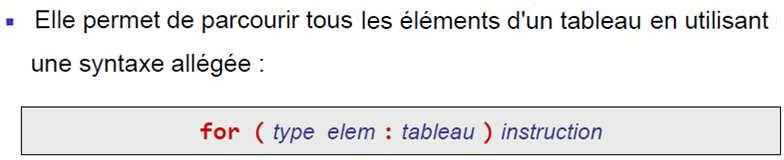 ▪ Elle permet de parcourir tous les éléments d'un tableau en utilisant
une syntaxe allégée :
for ( type elem : tableau ) instruction